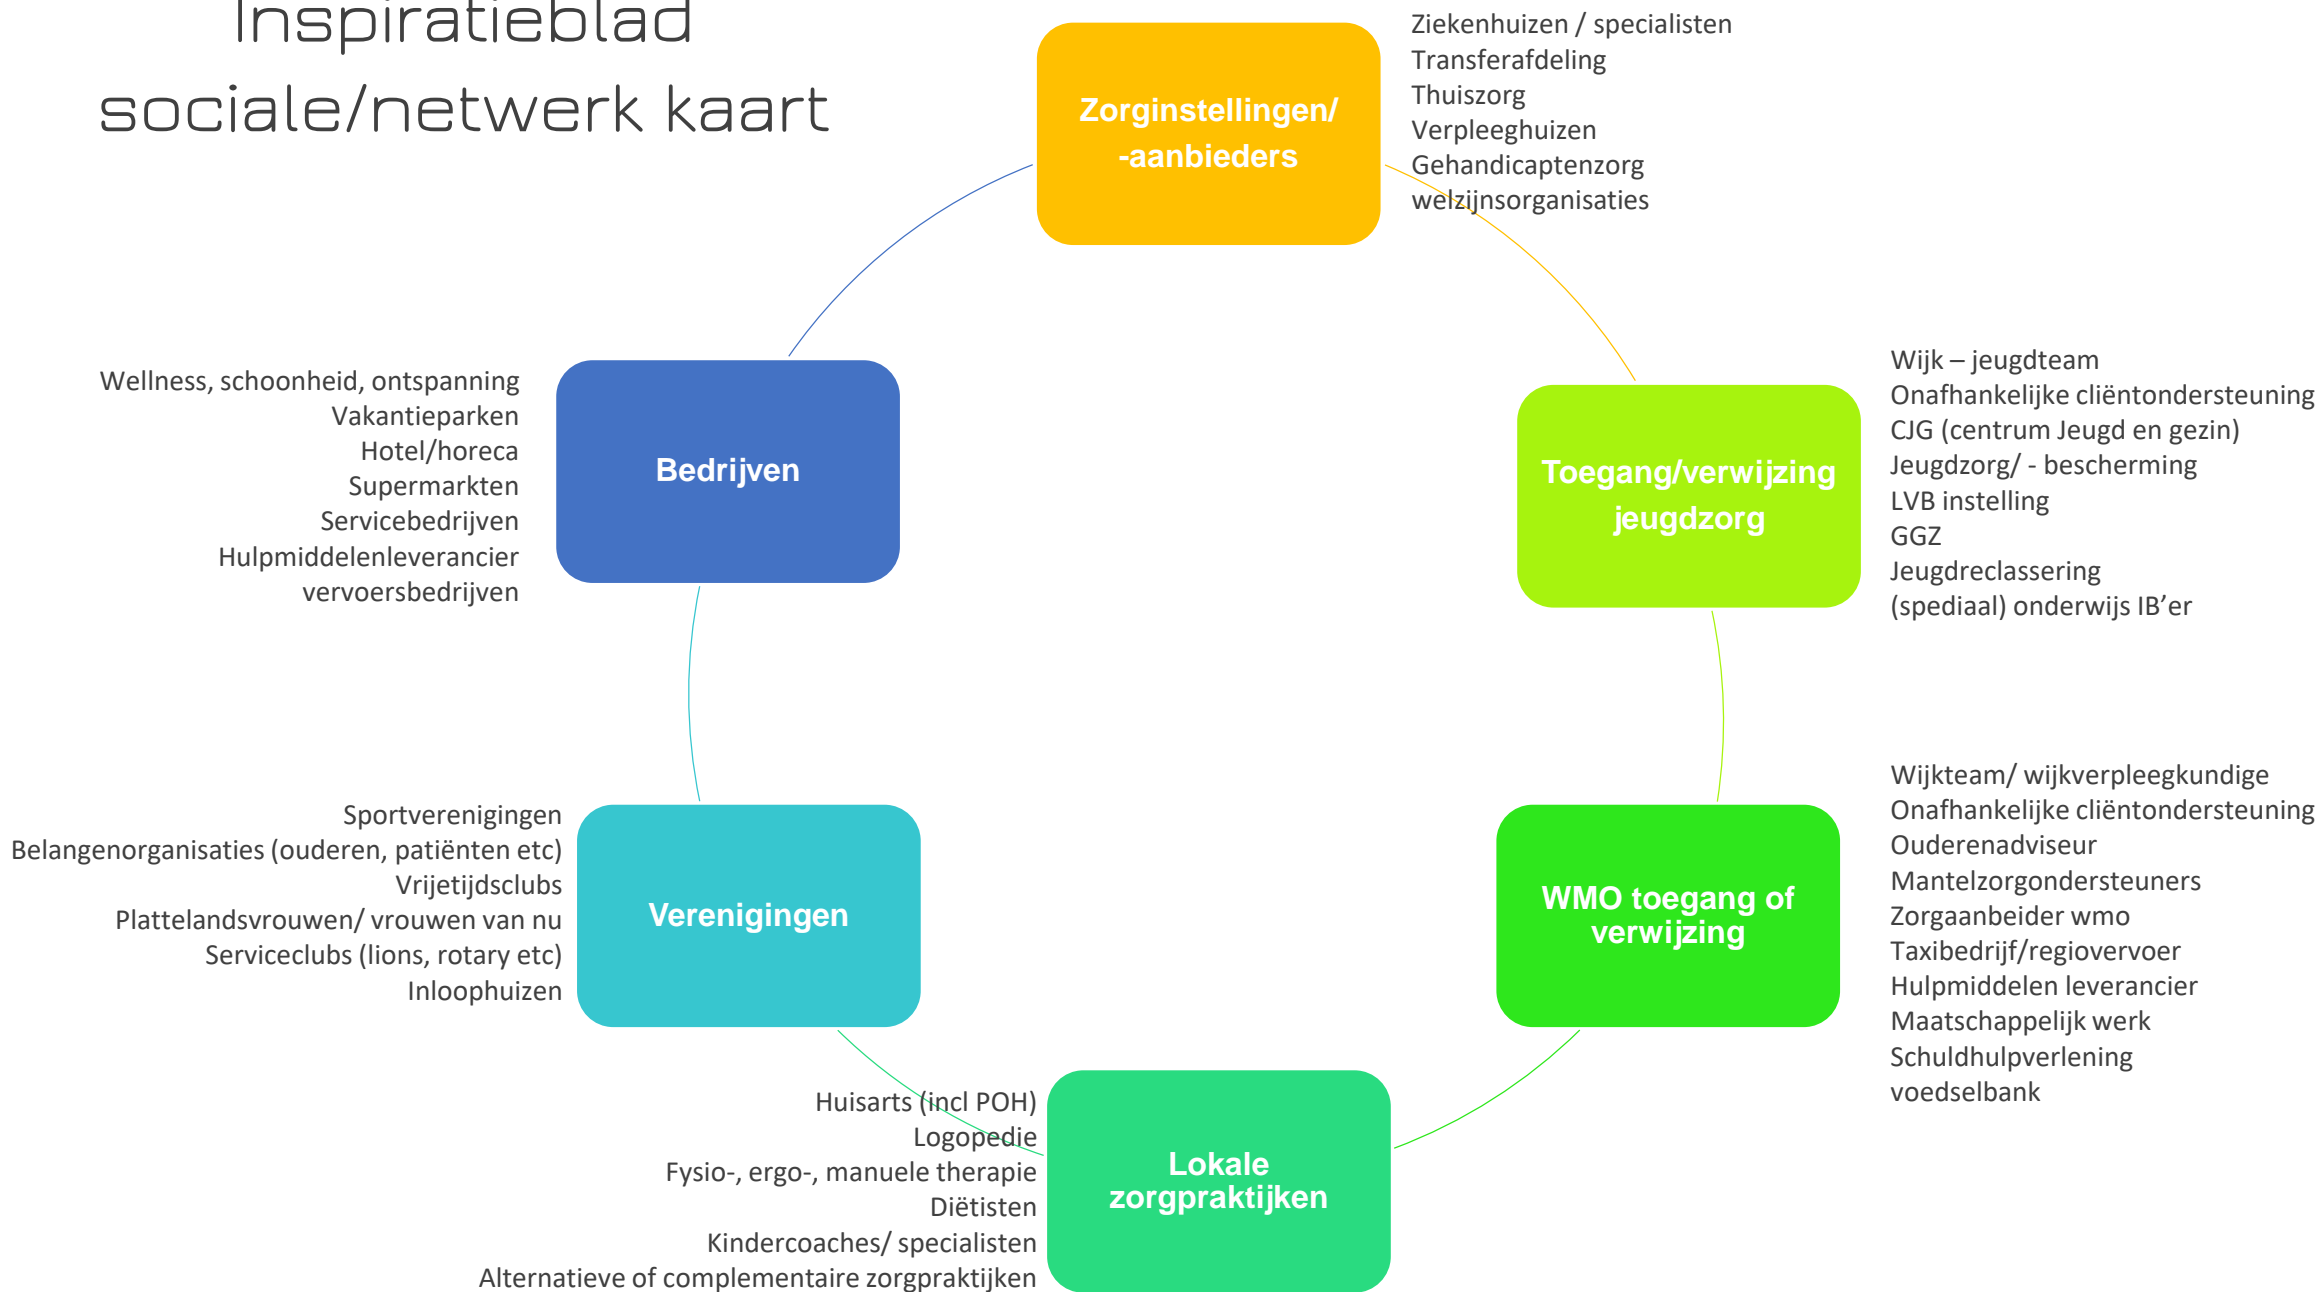 Inspiratieblad
sociale/netwerk kaart
Zorginstellingen/
-aanbieders
Ziekenhuizen / specialisten
Transferafdeling
Thuiszorg
Verpleeghuizen
Gehandicaptenzorg
welzijnsorganisaties
Toegang/verwijzing
jeugdzorg
Wijk – jeugdteam
Onafhankelijke cliëntondersteuning
CJG (centrum Jeugd en gezin)
Jeugdzorg/ - bescherming
LVB instelling
GGZ
Jeugdreclassering
(spediaal) onderwijs IB’er
WMO toegang of
verwijzing
Wijkteam/ wijkverpleegkundige
Onafhankelijke cliëntondersteuning
Ouderenadviseur
Mantelzorgondersteuners
Zorgaanbeider wmo
Taxibedrijf/regiovervoer
Hulpmiddelen leverancier
Maatschappelijk werk
Schuldhulpverlening
voedselbank
Lokale
zorgpraktijken
Huisarts (incl POH)
Logopedie
Fysio-, ergo-, manuele therapie
Diëtisten
Kindercoaches/ specialisten
Alternatieve of complementaire zorgpraktijken
Verenigingen
Sportverenigingen
Belangenorganisaties (ouderen, patiënten etc)
Vrijetijdsclubs
Plattelandsvrouwen/ vrouwen van nu
Serviceclubs (lions, rotary etc)
Inloophuizen
Bedrijven
Wellness, schoonheid, ontspanning
Vakantieparken
Hotel/horeca
Supermarkten
Servicebedrijven
Hulpmiddelenleverancier
vervoersbedrijven